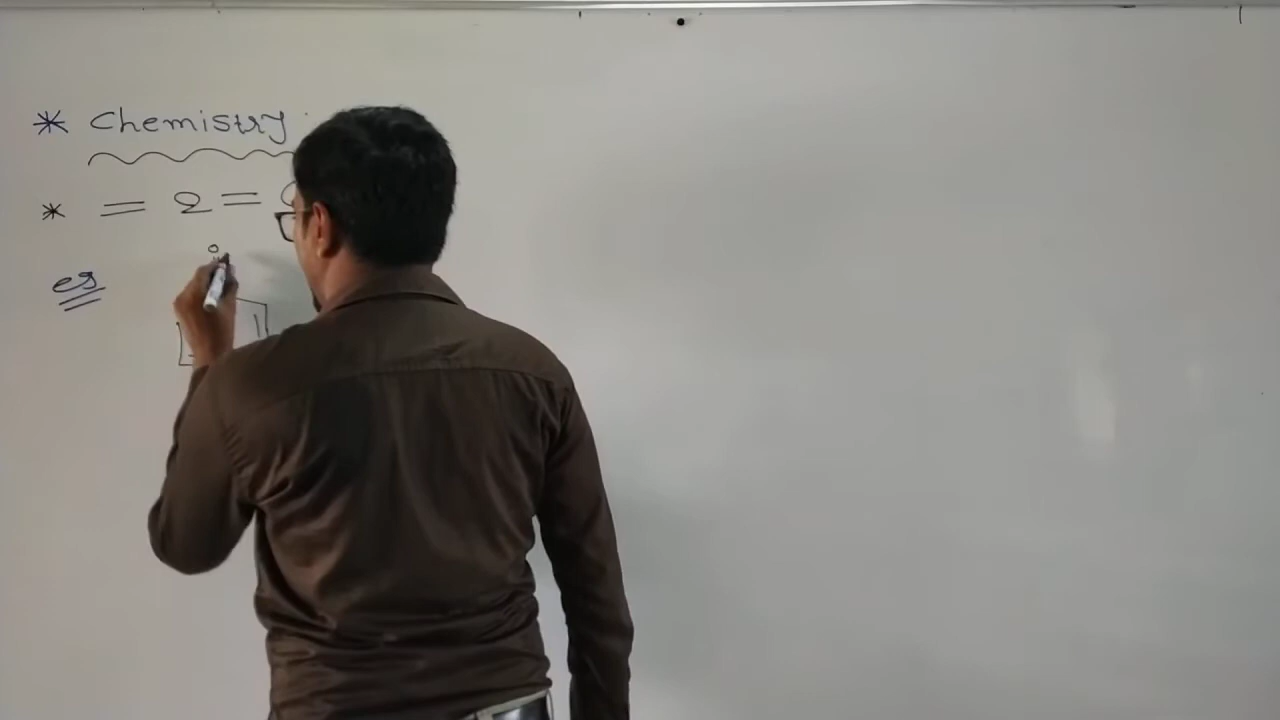 * Chemistry
* = 2 =
eg
O